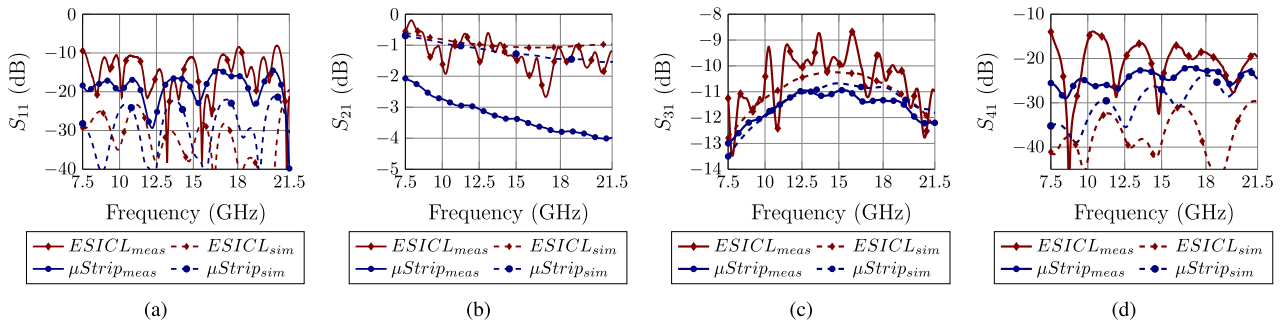 0
−10
−20
−30
−40
S11 (dB)
7.5 10 12.5 15 18 21.5
Frequency (GHz)
ESICLmeas ESICLsim
μStripmeas μStripsim
(a)
0
−1
−2
−3
−4
−5
S21 (dB)
7.5 10 12.5 15 18 21.5
Frequency (GHz)
ESICLmeas ESICLsim
μStripmeas μStripsim
(b)
−8
−9
−10
−11
−12
−13
−14
S31 (dB)
7.5 10 12.5 15 18 21.5
Frequency (GHz)
ESICLmeas ESICLsim
μStripmeas μStripsim
(c)
−10
−20
−30
−40
S41 (dB)
7.5 10 12.5 15 18 21.5
Frequency (GHz)
ESICLmeas ESICLsim
μStripmeas μStripsim
(d)